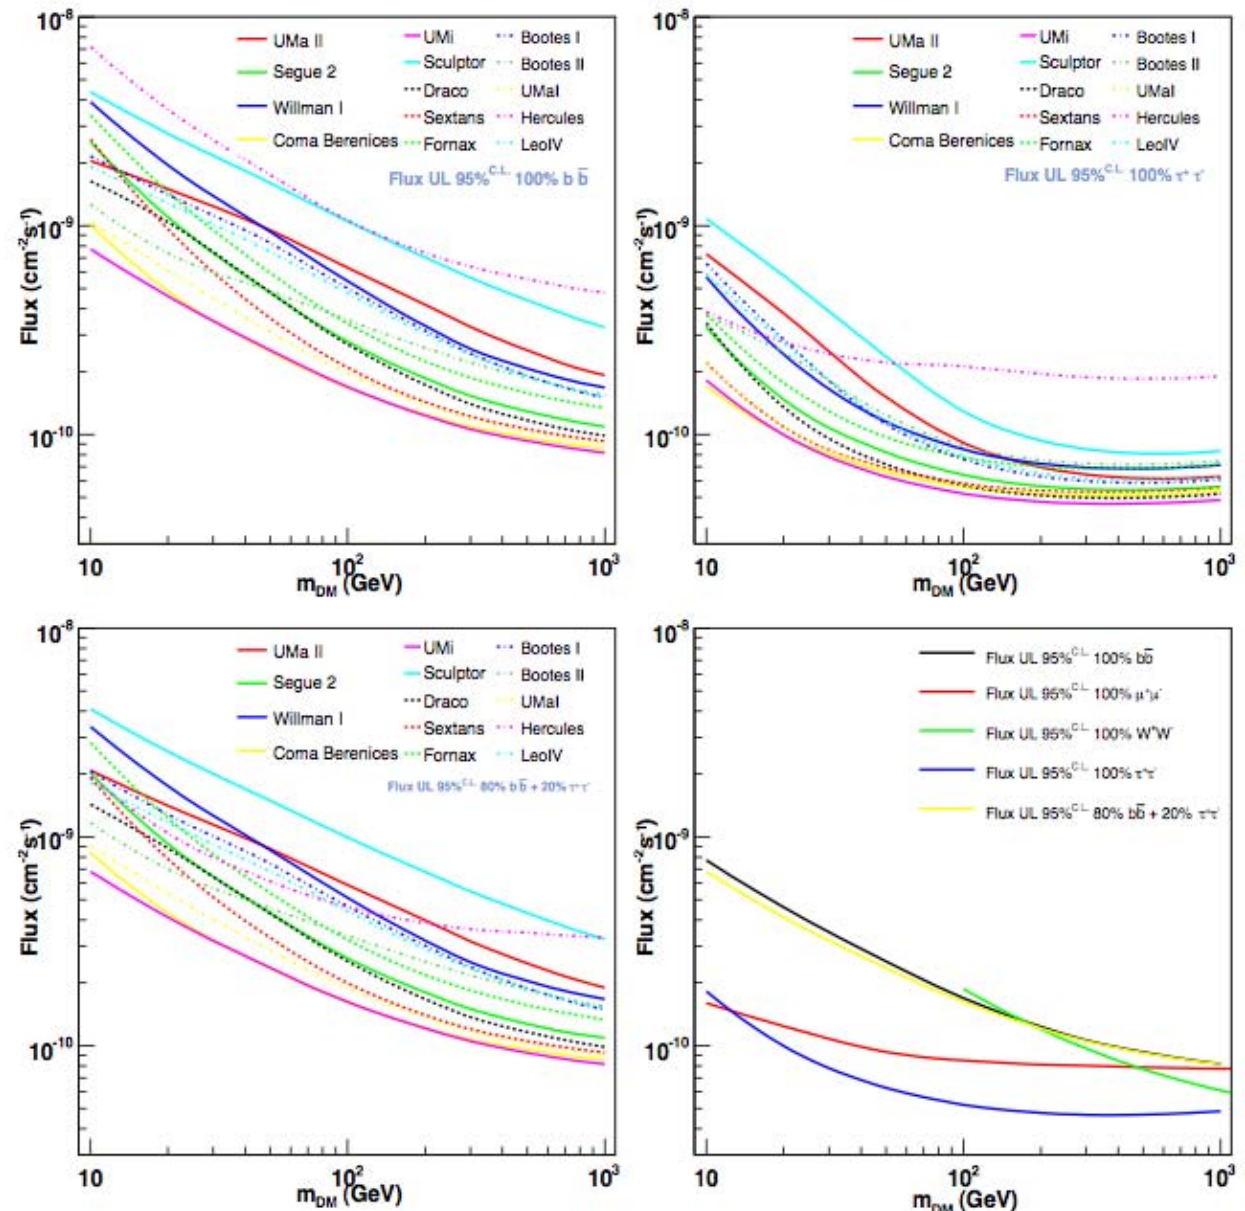 10⁻⁸
UMa II
Segue 2
Willman I
Coma Berenices
UMi
Sculptor
Draco
Sextans
Fornax
Bootes I
Bootes II
UMaI
Hercules
LeoIV
Flux UL 95%ᶜ·ᴸ· 100% b b̄
Flux (cm⁻²s⁻¹)
10⁻⁹
10⁻¹⁰
10
10²
10³
m_DM (GeV)
10⁻⁸
UMa II
Segue 2
Willman I
Coma Berenices
UMi
Sculptor
Draco
Sextans
Fornax
Bootes I
Bootes II
UMaI
Hercules
LeoIV
Flux UL 95%ᶜ·ᴸ· 100% τ⁺ τ⁻
Flux (cm⁻²s⁻¹)
10⁻⁹
10⁻¹⁰
10
10²
10³
m_DM (GeV)
10⁻⁸
UMa II
Segue 2
Willman I
Coma Berenices
UMi
Sculptor
Draco
Sextans
Fornax
Bootes I
Bootes II
UMaI
Hercules
LeoIV
Flux UL 95%ᶜ·ᴸ· 80% b b̄ + 20% τ⁺ τ⁻
Flux (cm⁻²s⁻¹)
10⁻⁹
10⁻¹⁰
10
10²
10³
m_DM (GeV)
10⁻⁸
Flux UL 95%ᶜ·ᴸ· 100% bb̄
Flux UL 95%ᶜ·ᴸ· 100% μ⁺μ⁻
Flux UL 95%ᶜ·ᴸ· 100% W⁺W⁻
Flux UL 95%ᶜ·ᴸ· 100% τ⁺τ⁻
Flux UL 95%ᶜ·ᴸ· 80% bb̄ + 20% τ⁺τ⁻
Flux (cm⁻²s⁻¹)
10⁻⁹
10⁻¹⁰
10
10²
10³
m_DM (GeV)